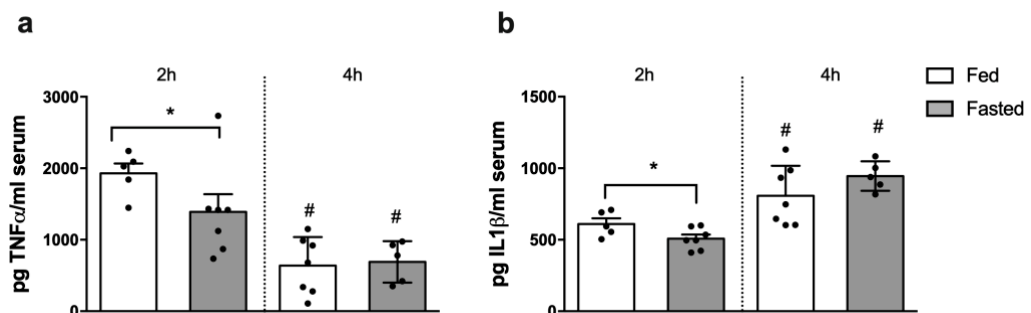 a
b
2h
4h
2h
4h
Fed
Fasted
3000
2000
1000
0
*
#
#
pg TNFα/ml serum
1500
1000
500
0
*
#
#
pg IL1β/ml serum